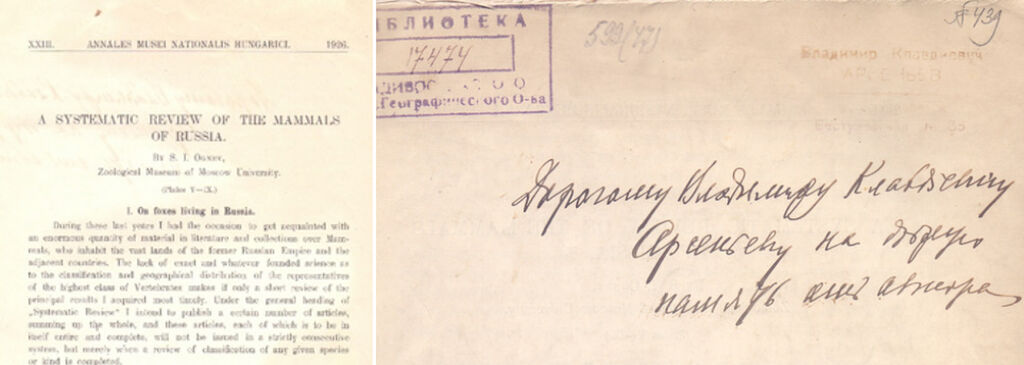 XXIII. ANNALES MUSEI NATIONALIS HUNGARICI. 1926.
A SYSTEMATIC REVIEW OF THE MAMMALS
OF RUSSIA.
By S. I. OGNEV,
Zoological Museum of Moscow University.
(Plates V—IX.)
I. On foxes living in Russia.
During these last years I had the occasion to get acquainted with
an enormous quantity of material in literature and collections over Mam-
mals, who inhabit the vast lands of the former Russian Empire and the
adjacent countries. The lack of exact and whatever founded science as
to the classification and geographical distribution of the representatives
of the highest class of Vertebrates makes if only a short review of the
principal results I acquired most timely. Under the general heading of
„Systematic Review" I intend to publish a certain number of articles,
summing up the whole, and these articles, each of which is to be in
itself entire and complete, will not be issued in a strictly consecutive
system, but merely when a review of classification of any given species
or kind is completed.
БИБЛИОТЕКА
17474
.Географического О-ва
599(47)
№ 439
Владимир Клавдиевич
АРСЕНЬЕВ
Дорогому Владимиру Клавдиевичу
Арсеньеву на добрую
память отъ автора